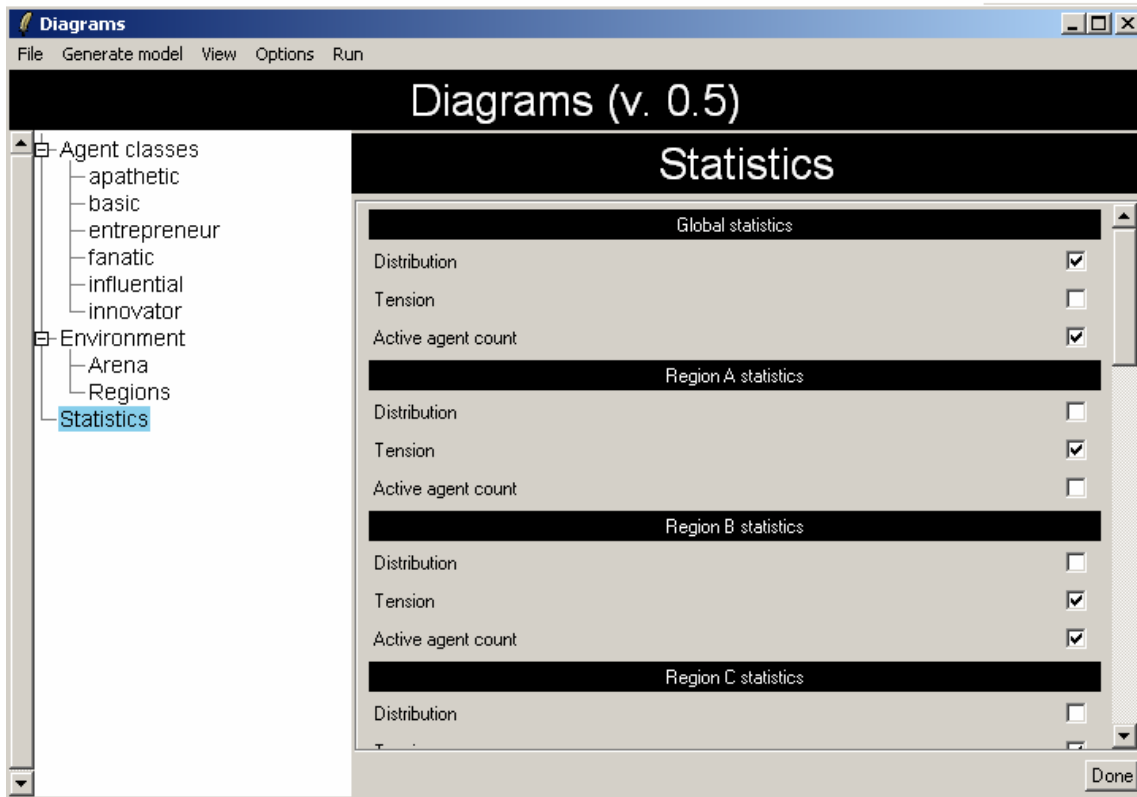 Diagrams
File Generate model View Options Run
Diagrams (v. 0.5)
Agent classes
apathetic
basic
entrepreneur
fanatic
influential
innovator
Environment
Arena
Regions
Statistics
Statistics
Global statistics
Distribution
Tension
Active agent count
Region A statistics
Distribution
Tension
Active agent count
Region B statistics
Distribution
Tension
Active agent count
Region C statistics
Distribution
Done